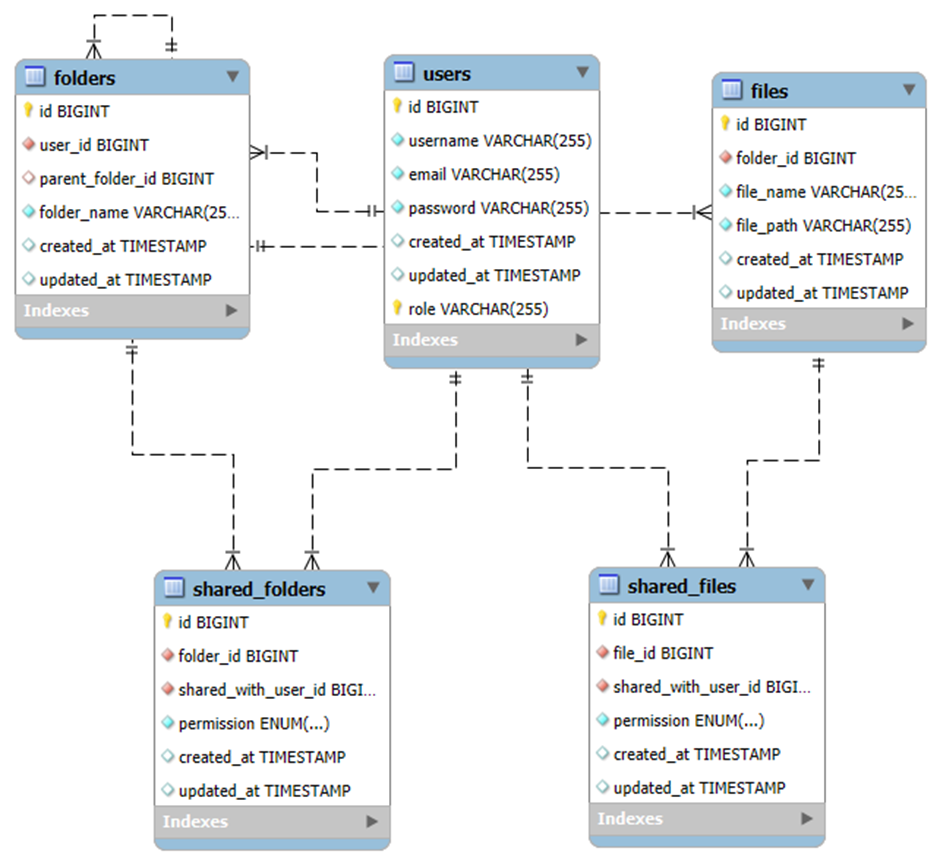 folders
id BIGINT
user_id BIGINT
parent_folder_id BIGINT
folder_name VARCHAR(25...
created_at TIMESTAMP
updated_at TIMESTAMP
Indexes
users
id BIGINT
username VARCHAR(255)
email VARCHAR(255)
password VARCHAR(255)
created_at TIMESTAMP
updated_at TIMESTAMP
role VARCHAR(255)
Indexes
files
id BIGINT
folder_id BIGINT
file_name VARCHAR(25...
file_path VARCHAR(255)
created_at TIMESTAMP
updated_at TIMESTAMP
Indexes
shared_folders
id BIGINT
folder_id BIGINT
shared_with_user_id BIGI...
permission ENUM(...)
created_at TIMESTAMP
updated_at TIMESTAMP
Indexes
shared_files
id BIGINT
file_id BIGINT
shared_with_user_id BIGI...
permission ENUM(...)
created_at TIMESTAMP
updated_at TIMESTAMP
Indexes